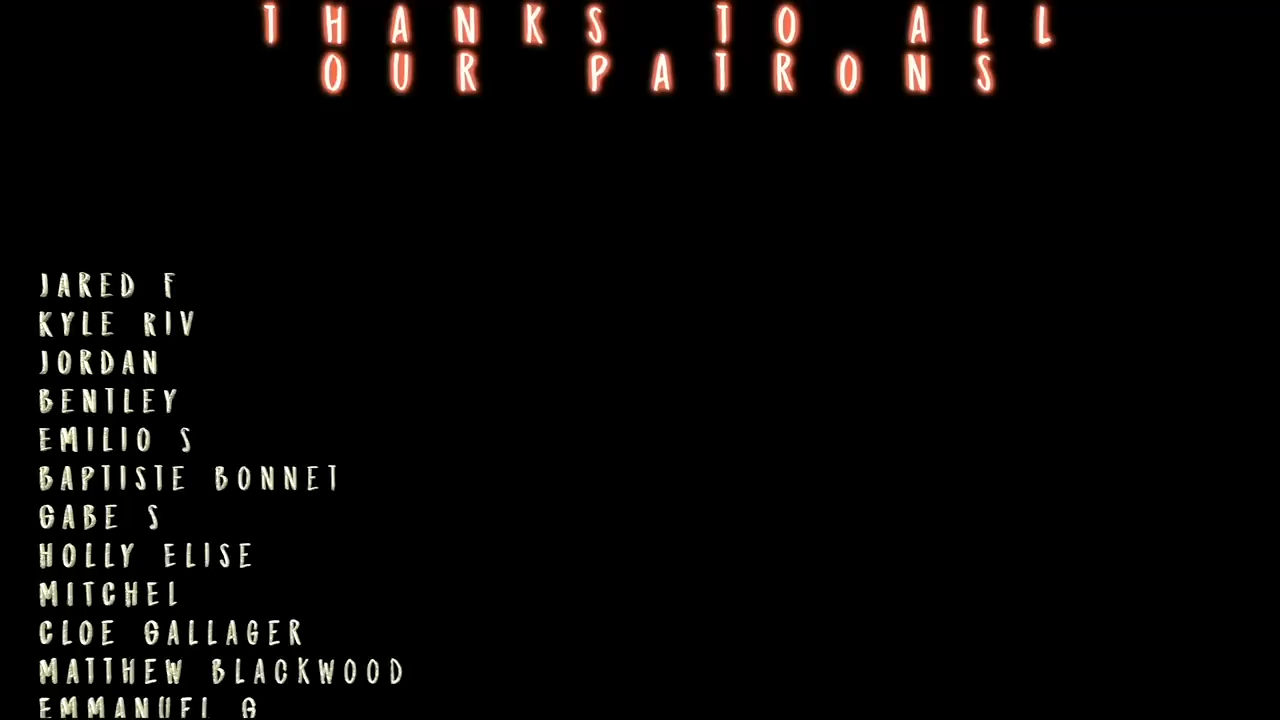 THANKS TO ALL
OUR PATRONS
JARED F
KYLE RIV
JORDAN
BENTLEY
EMILIO S
BAPTISTE BONNET
GABE S
HOLLY ELISE
MITCHEL
CLOE GALLAGER
MATTHEW BLACKWOOD
EMMANUEL G